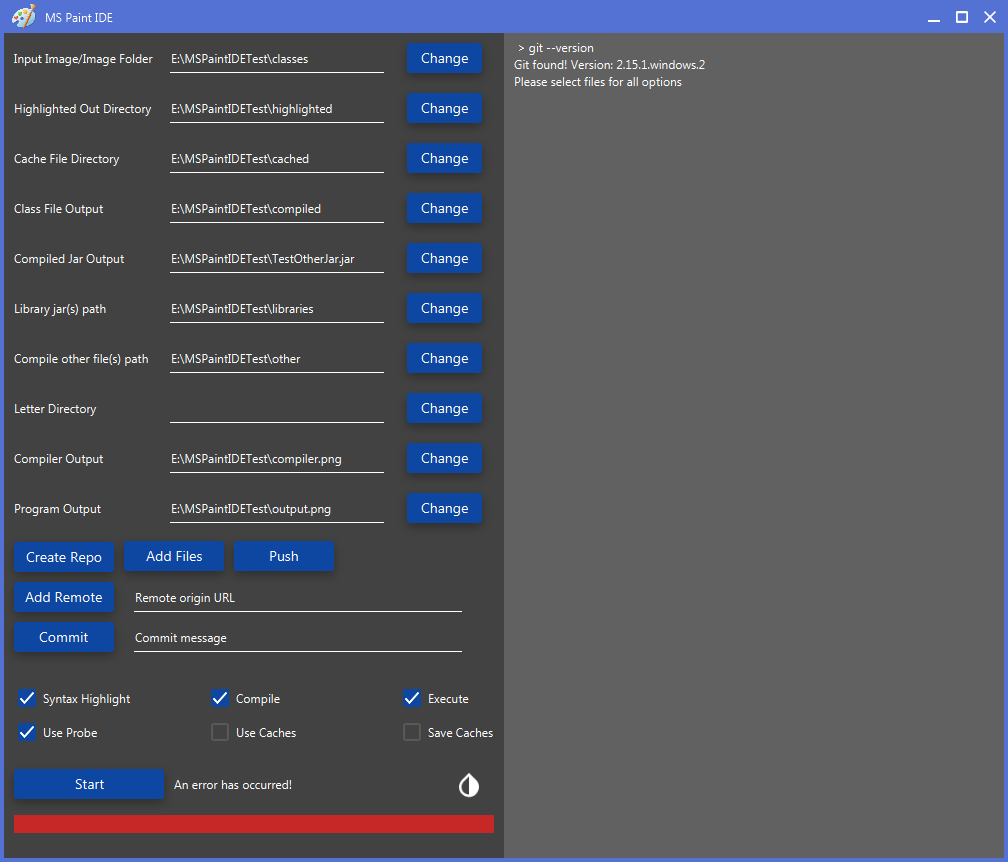 MS Paint IDE
Input Image/Image Folder E:\MSPaintIDETest\classes Change
Highlighted Out Directory E:\MSPaintIDETest\highlighted Change
Cache File Directory E:\MSPaintIDETest\cached Change
Class File Output E:\MSPaintIDETest\compiled Change
Compiled Jar Output E:\MSPaintIDETest\TestOtherJar.jar Change
Library jar(s) path E:\MSPaintIDETest\libraries Change
Compile other file(s) path E:\MSPaintIDETest\other Change
Letter Directory Change
Compiler Output E:\MSPaintIDETest\compiler.png Change
Program Output E:\MSPaintIDETest\output.png Change
Create Repo Add Files Push
Add Remote Remote origin URL
Commit Commit message
Syntax Highlight Compile Execute
Use Probe Use Caches Save Caches
Start An error has occurred!
> git --version
Git found! Version: 2.15.1.windows.2
Please select files for all options